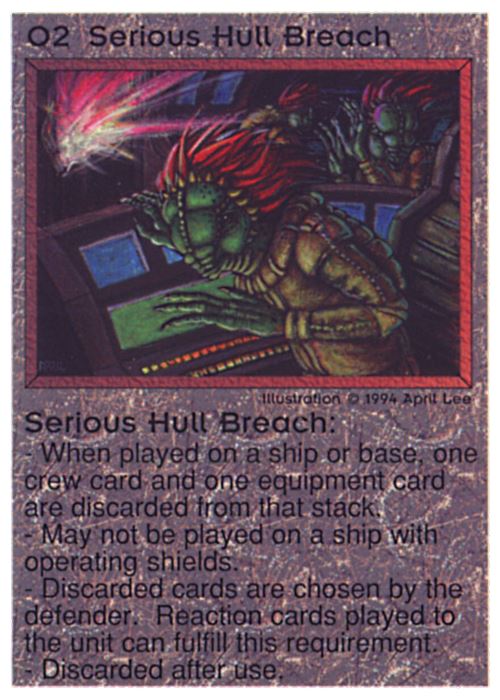 O2 Serious Hull Breach
Illustration © 1994 April Lee
Serious Hull Breach:
- When played on a ship or base, one
crew card and one equipment card
are discarded from that stack.
- May not be played on a ship with
operating shields.
- Discarded cards are chosen by the
defender. Reaction cards played to
the unit can fulfill this requirement.
- Discarded after use.